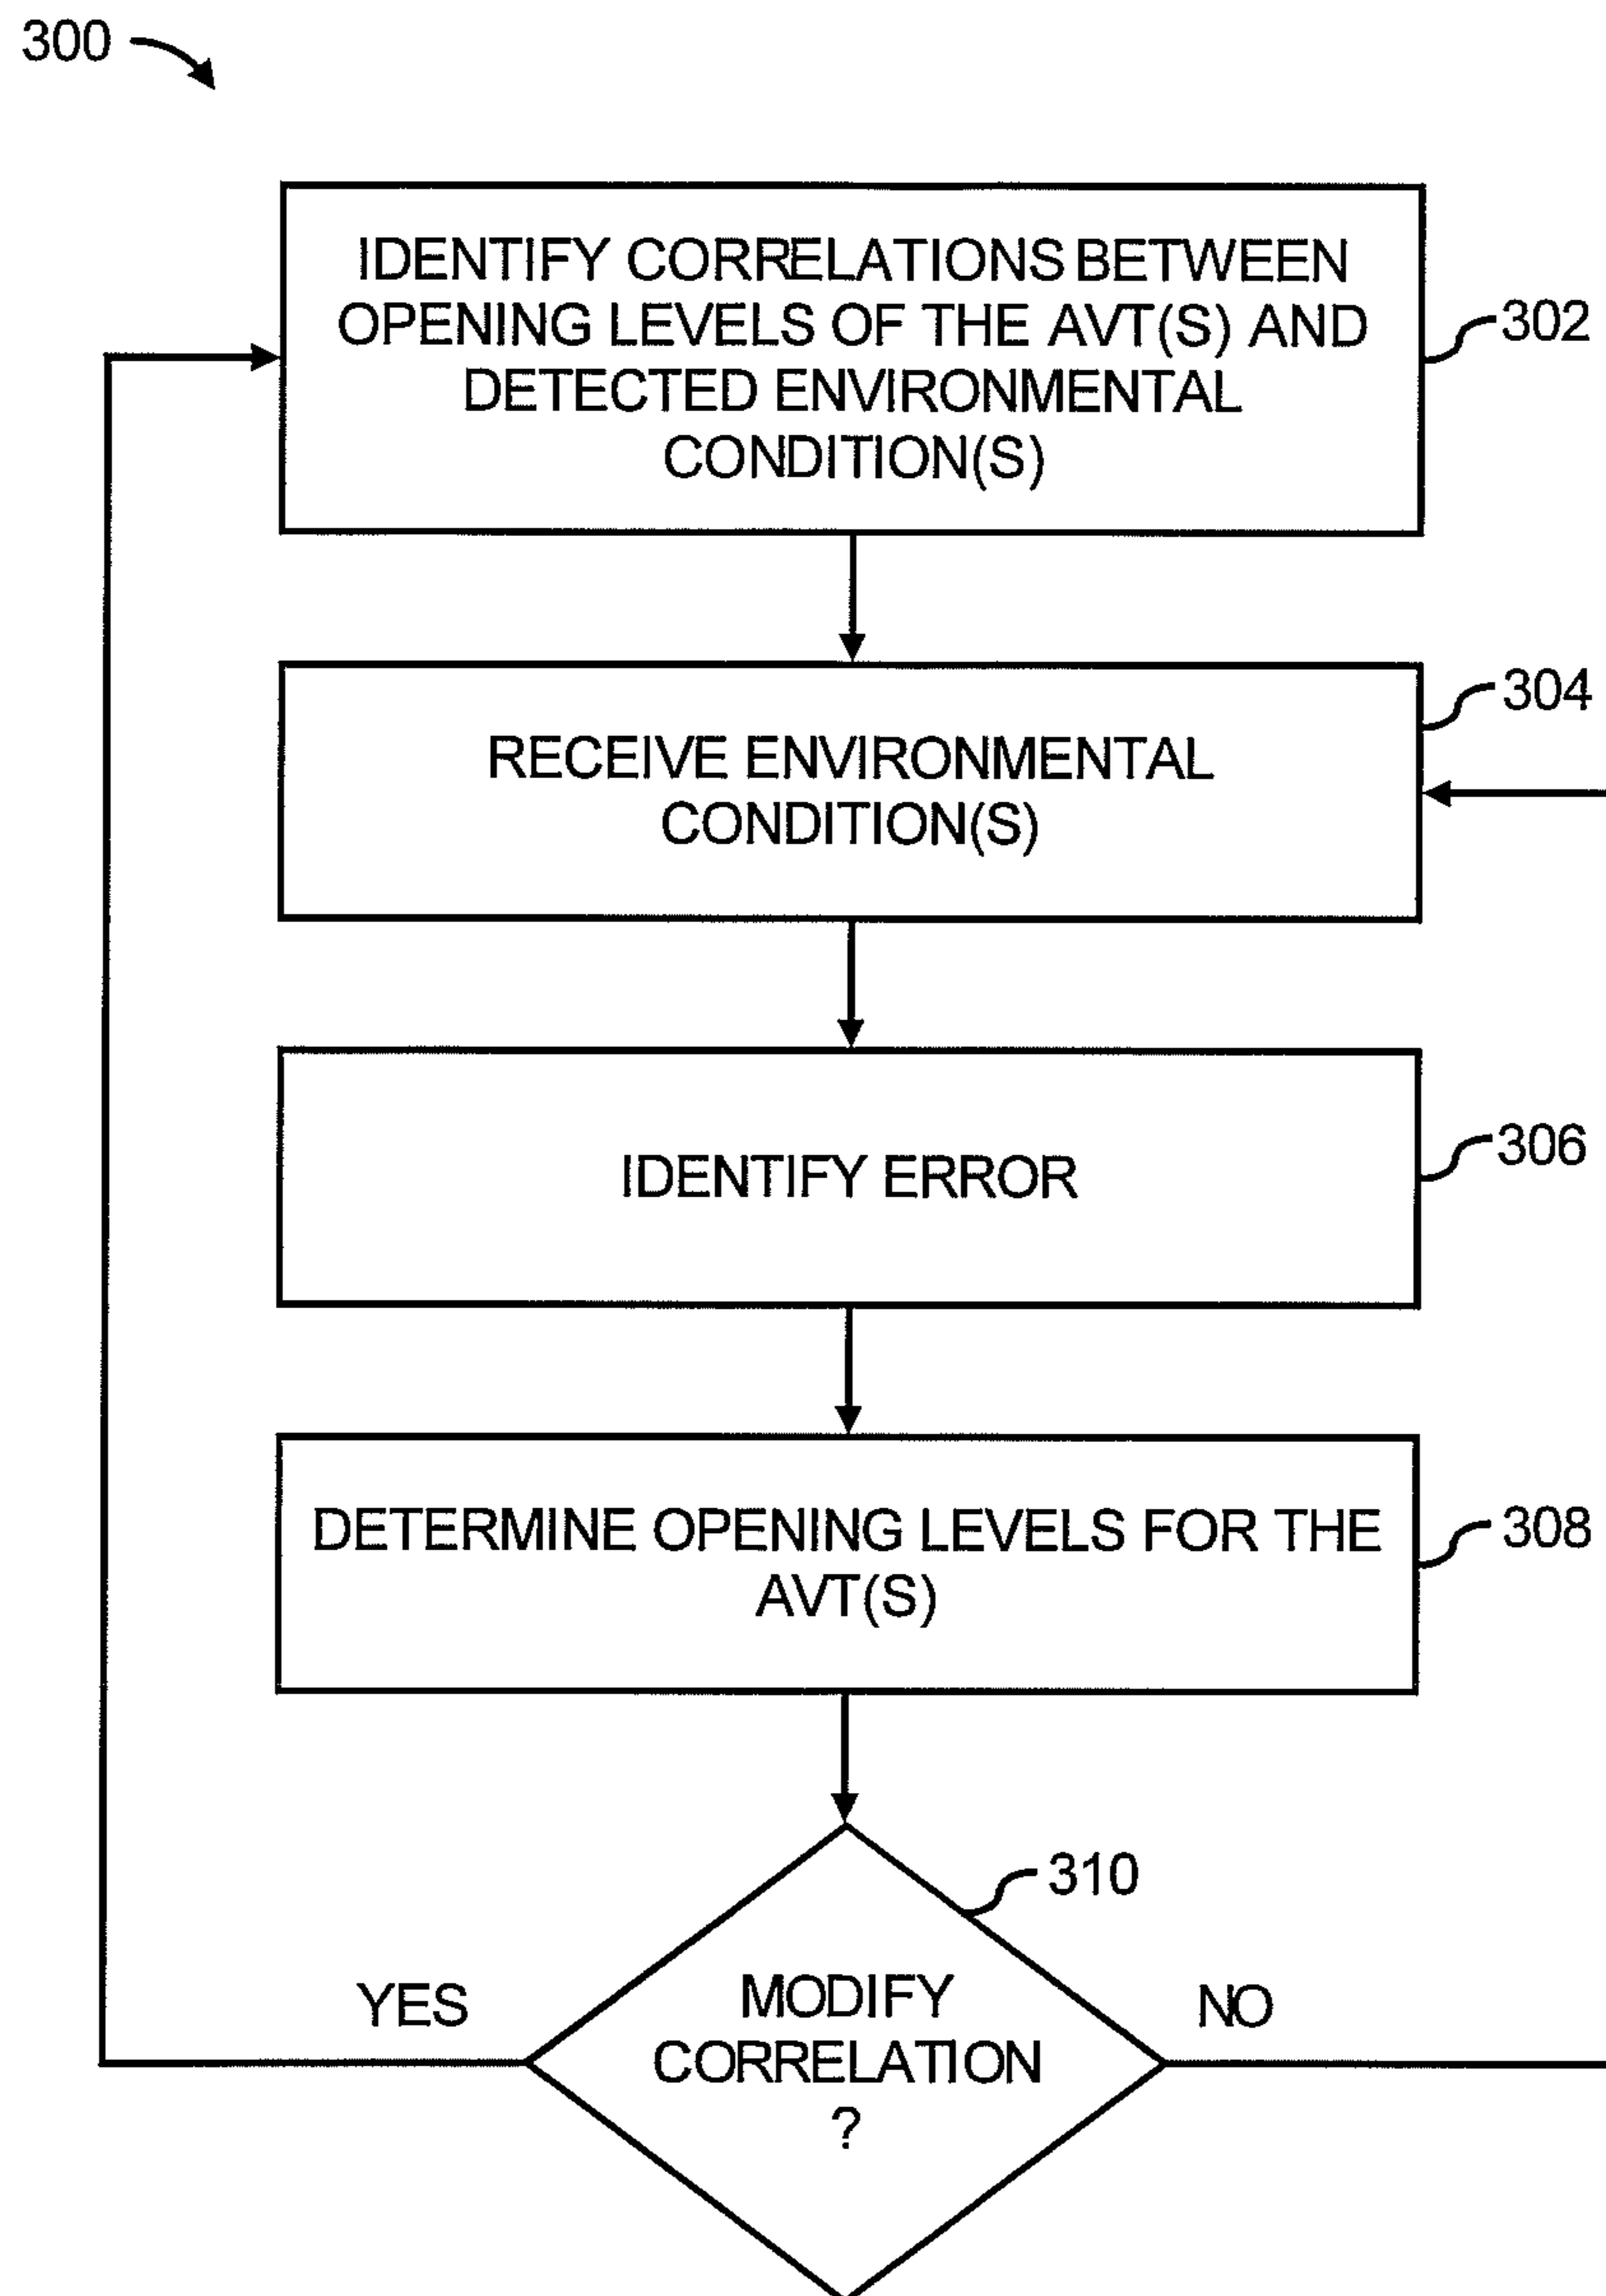 300
IDENTIFY CORRELATIONS BETWEEN
OPENING LEVELS OF THE AVT(S) AND
DETECTED ENVIRONMENTAL
CONDITION(S)
302
RECEIVE ENVIRONMENTAL
CONDITION(S)
304
IDENTIFY ERROR
306
DETERMINE OPENING LEVELS FOR THE
AVT(S)
308
310
YES
MODIFY
CORRELATION
?
NO